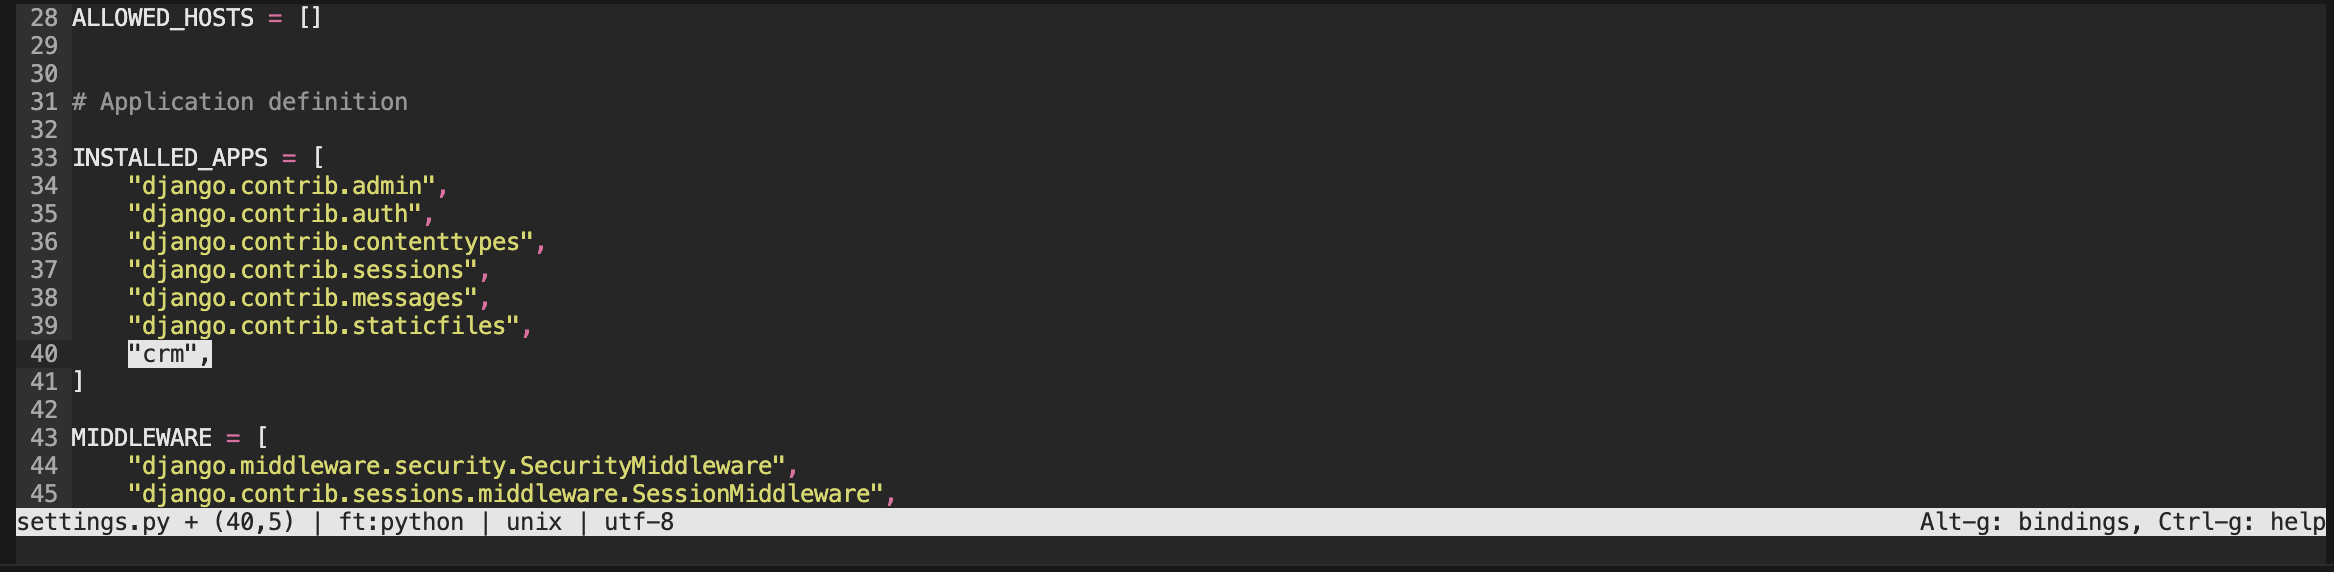 28 ALLOWED_HOSTS = []
29
30
31 # Application definition
32
33 INSTALLED_APPS = [
34     "django.contrib.admin",
35     "django.contrib.auth",
36     "django.contrib.contenttypes",
37     "django.contrib.sessions",
38     "django.contrib.messages",
39     "django.contrib.staticfiles",
40     "crm",
41 ]
42
43 MIDDLEWARE = [
44     "django.middleware.security.SecurityMiddleware",
45     "django.contrib.sessions.middleware.SessionMiddleware",
settings.py + (40,5) | ft:python | unix | utf-8 Alt-g: bindings, Ctrl-g: help